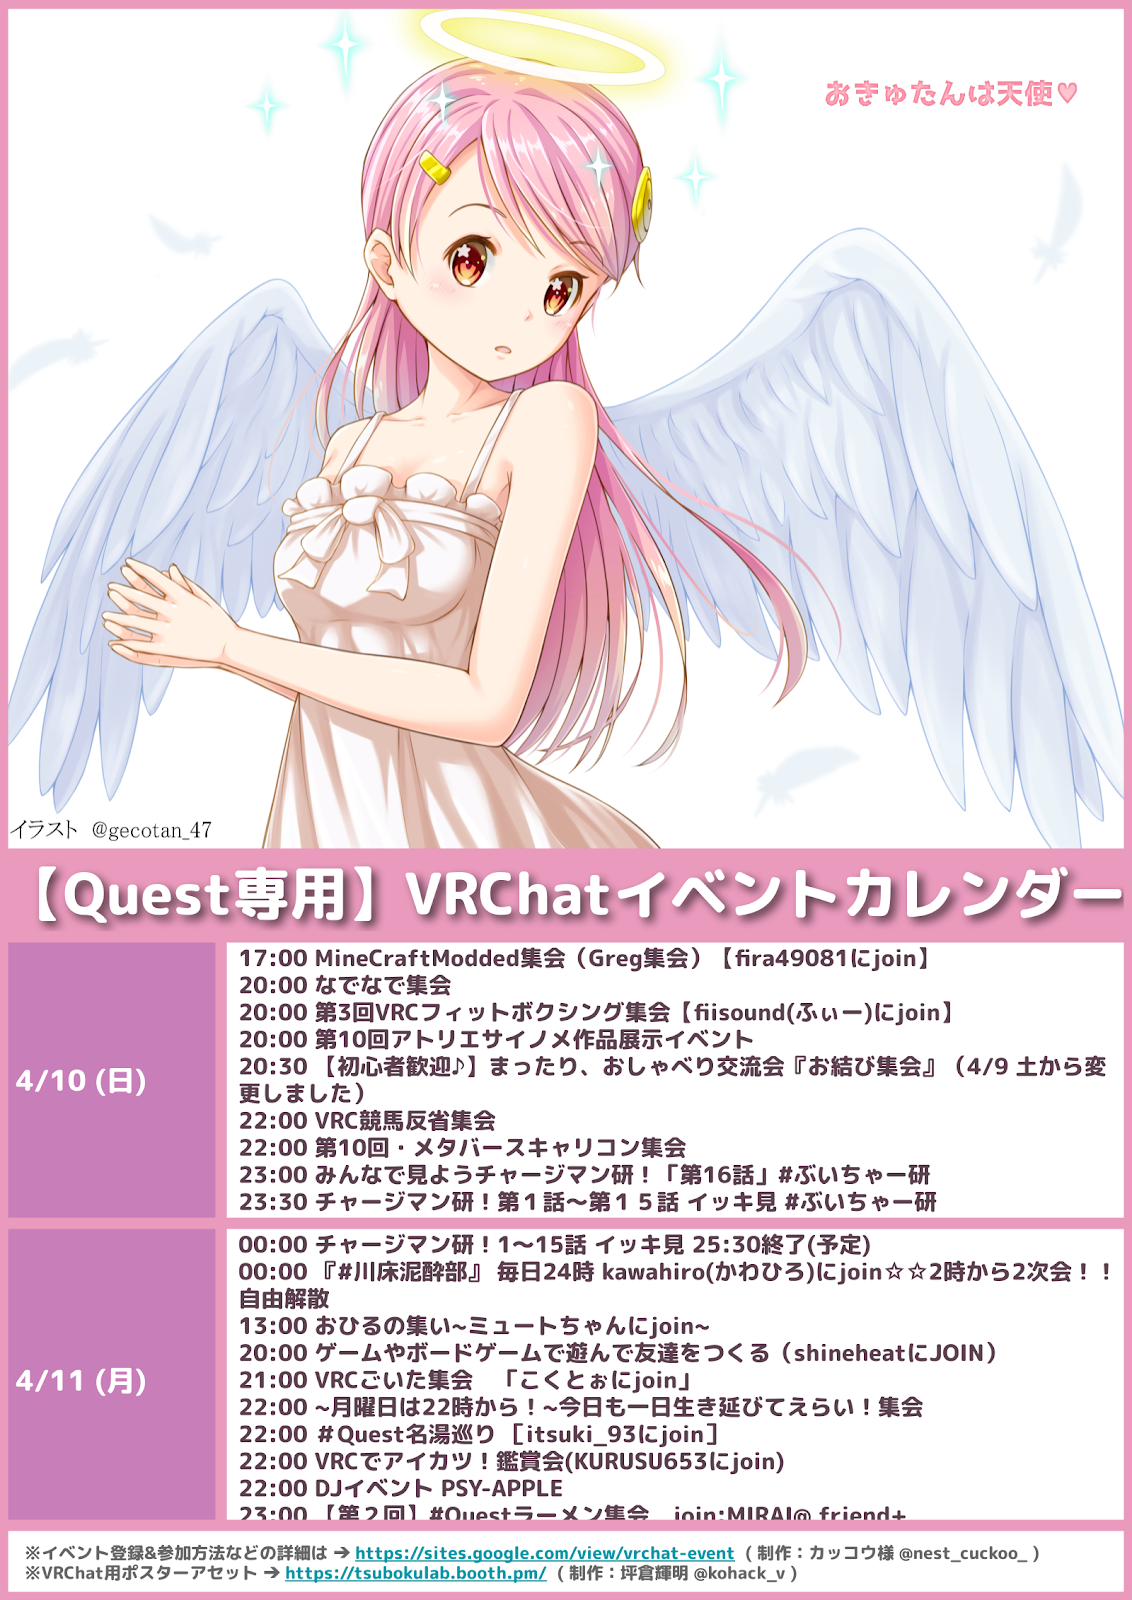 おきゅたんは天使♥
イラスト @gecotan_47
【Quest専用】VRChatイベントカレンダー
4/10 (日)
17:00 MineCraftModded集会（Greg集会）【fira49081にjoin】
20:00 なでなで集会
20:00 第3回VRCフィットボクシング集会【fiisound(ふぃー)にjoin】
20:00 第10回アトリエサイノメ作品展示イベント
20:30 【初心者歓迎♪】まったり、おしゃべり交流会『お結び集会』（4/9 土から変
更しました）
22:00 VRC競馬反省集会
22:00 第10回・メタバースキャリコン集会
23:00 みんなで見ようチャージマン研！「第16話」#ぶいちゃー研
23:30 チャージマン研！第１話〜第１５話 イッキ見 #ぶいちゃー研
4/11 (月)
00:00 チャージマン研！1〜15話 イッキ見 25:30終了(予定)
00:00 『#川床泥酔部』 毎日24時 kawahiro(かわひろ)にjoin☆☆2時から2次会！！
自由解散
13:00 おひるの集い~ミュートちゃんにjoin~
20:00 ゲームやボードゲームで遊んで友達をつくる（shineheatにJOIN）
21:00 VRCごいた集会　「こくとぉにjoin」
22:00 ~月曜日は22時から！~今日も一日生き延びてえらい！集会
22:00 ＃Quest名湯巡り ［itsuki_93にjoin］
22:00 VRCでアイカツ！鑑賞会(KURUSU653にjoin)
22:00 DJイベント PSY-APPLE
23:00 【第２回】#Questラーメン集会　join:MIRAI@ friend+
※イベント登録&参加方法などの詳細は → https://sites.google.com/view/vrchat-event ( 制作：カッコウ様 @nest_cuckoo_ )
※VRChat用ポスターアセット → https://tsubokulab.booth.pm/ ( 制作：坪倉輝明 @kohack_v )